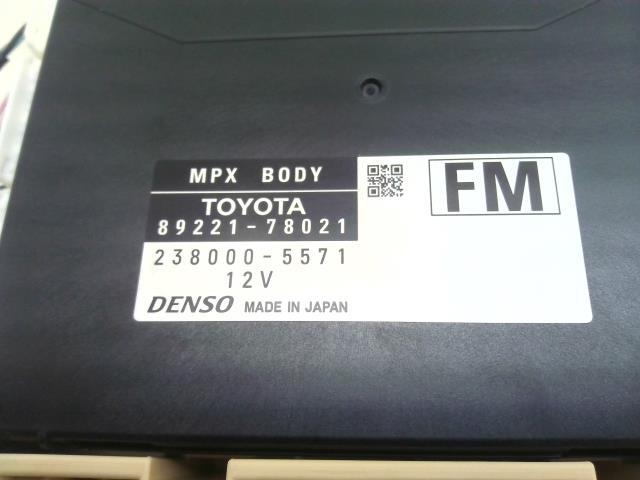 MPX BODY
TOYOTA
89221-78021
238000-5571
12V
DENSO MADE IN JAPAN
FM